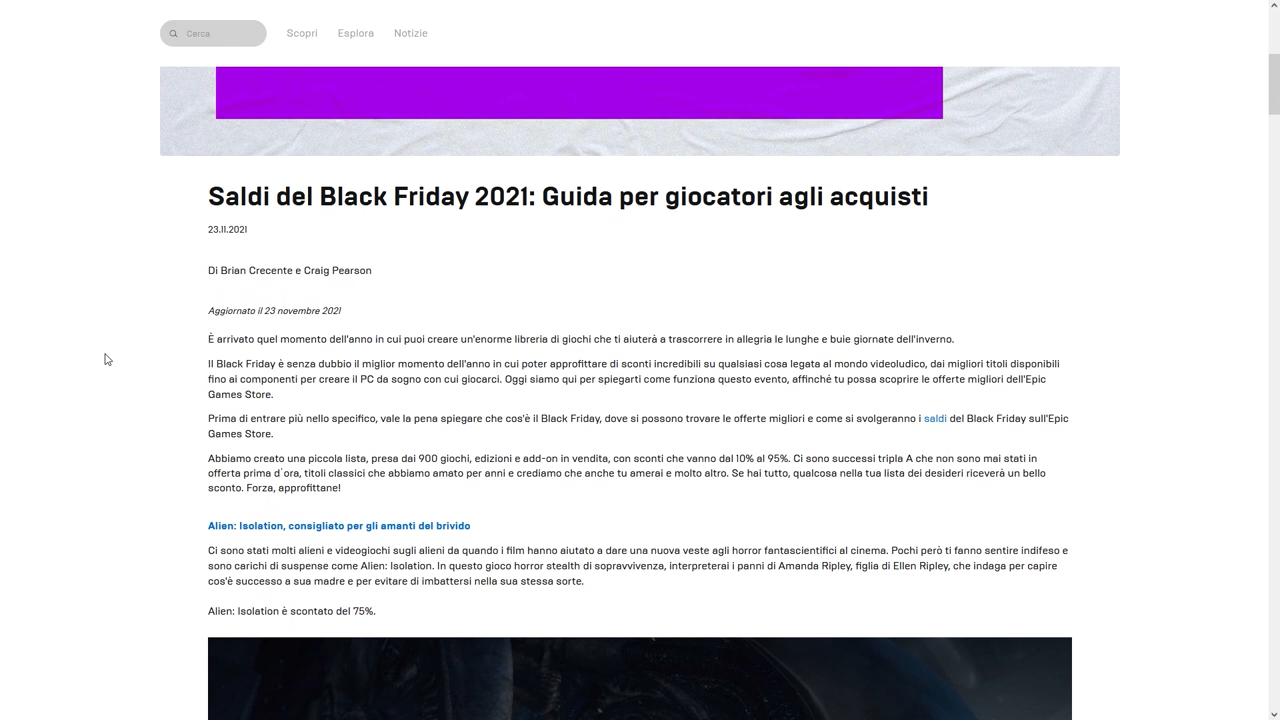 Cerca
Scopri
Esplora
Notizie
Saldi del Black Friday 2021: Guida per giocatori agli acquisti
23.11.2021
Di Brian Crecente e Craig Pearson
Aggiornato il 23 novembre 2021
È arrivato quel momento dell'anno in cui puoi creare un'enorme libreria di giochi che ti aiuterà a trascorrere in allegria le lunghe e buie giornate dell'inverno.
Il Black Friday è senza dubbio il miglior momento dell'anno in cui poter approfittare di sconti incredibili su qualsiasi cosa legata al mondo videoludico, dai migliori titoli disponibili
fino ai componenti per creare il PC da sogno con cui giocarci. Oggi siamo qui per spiegarti come funziona questo evento, affinché tu possa scoprire le offerte migliori dell'Epic
Games Store.
Prima di entrare più nello specifico, vale la pena spiegare che cos'è il Black Friday, dove si possono trovare le offerte migliori e come si svolgeranno i saldi del Black Friday sull'Epic
Games Store.
Abbiamo creato una piccola lista, presa dai 900 giochi, edizioni e add-on in vendita, con sconti che vanno dal 10% al 95%. Ci sono successi tripla A che non sono mai stati in
offerta prima d'ora, titoli classici che abbiamo amato per anni e crediamo che anche tu amerai e molto altro. Se hai tutto, qualcosa nella tua lista dei desideri riceverà un bello
sconto. Forza, approfittane!
Alien: Isolation, consigliato per gli amanti del brivido
Ci sono stati molti alieni e videogiochi sugli alieni da quando i film hanno aiutato a dare una nuova veste agli horror fantascientifici al cinema. Pochi però ti fanno sentire indifeso e
sono carichi di suspense come Alien: Isolation. In questo gioco horror stealth di sopravvivenza, interpreterai i panni di Amanda Ripley, figlia di Ellen Ripley, che indaga per capire
cos'è successo a sua madre e per evitare di imbattersi nella sua stessa sorte.
Alien: Isolation è scontato del 75%.